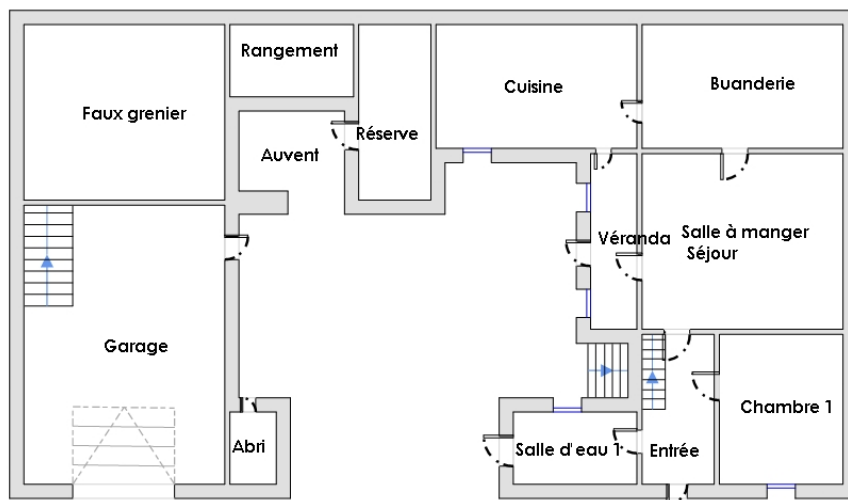 Rangement
Cuisine
Buanderie
Faux grenier
Auvent
Réserve
Véranda
Salle à manger
Séjour
Garage
Chambre 1
Abri
Salle d'eau 1
Entrée